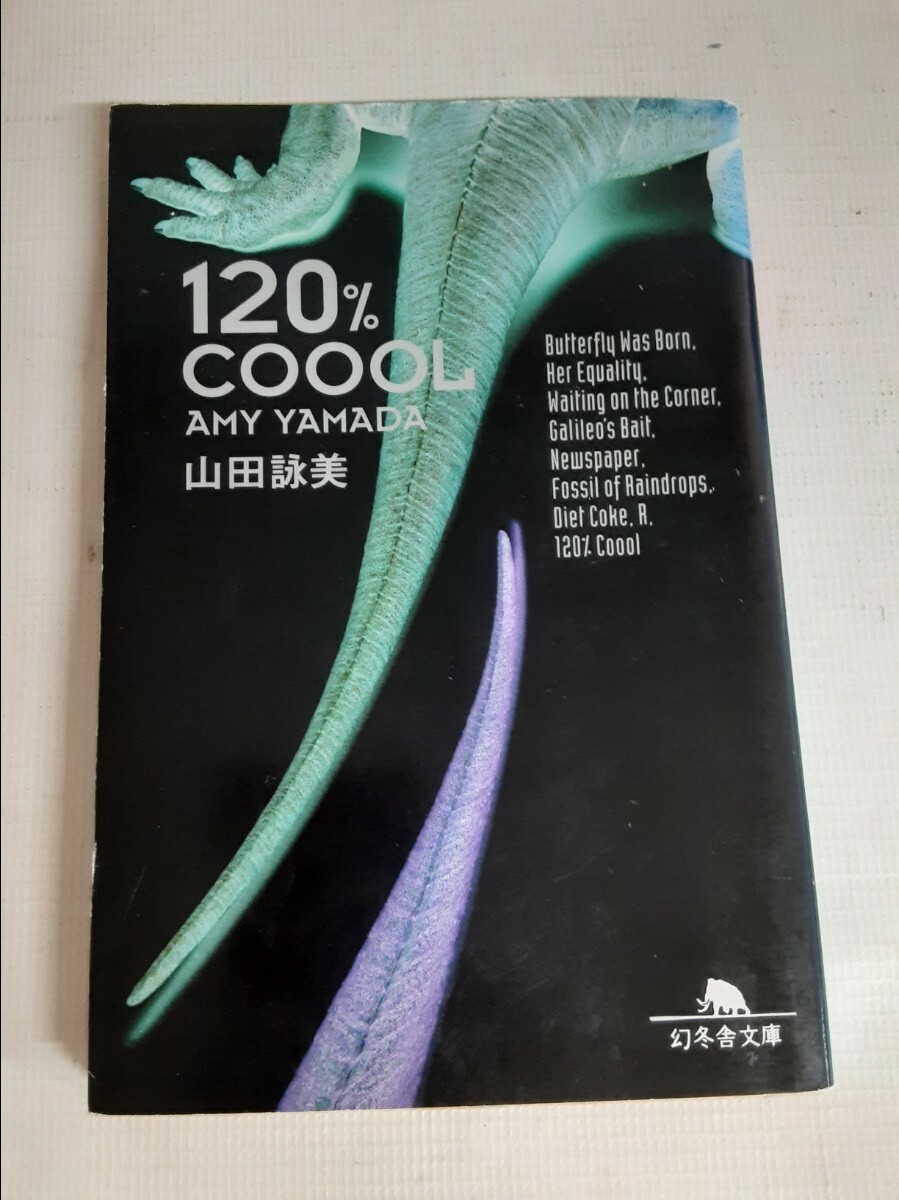 120%
COOOL
AMY YAMADA
山田詠美
Butterfly Was Born,
Her Equality,
Waiting on the Corner,
Galileo's Bait,
Newspaper,
Fossil of Raindrops,
Diet Coke, R,
120% Coool
幻冬舎文庫